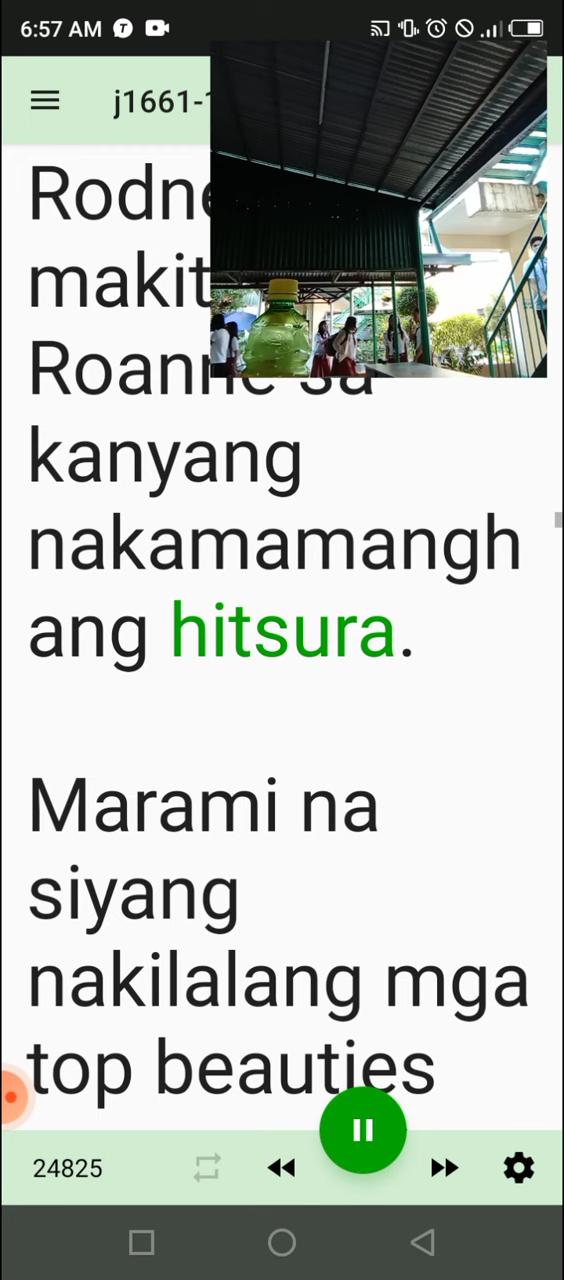 6:57 AM
j1661-
Rodne
makit
Roanne sa
kanyang
nakamamangh
ang hitsura.
Marami na
siyang
nakilalang mga
top beauties
24825